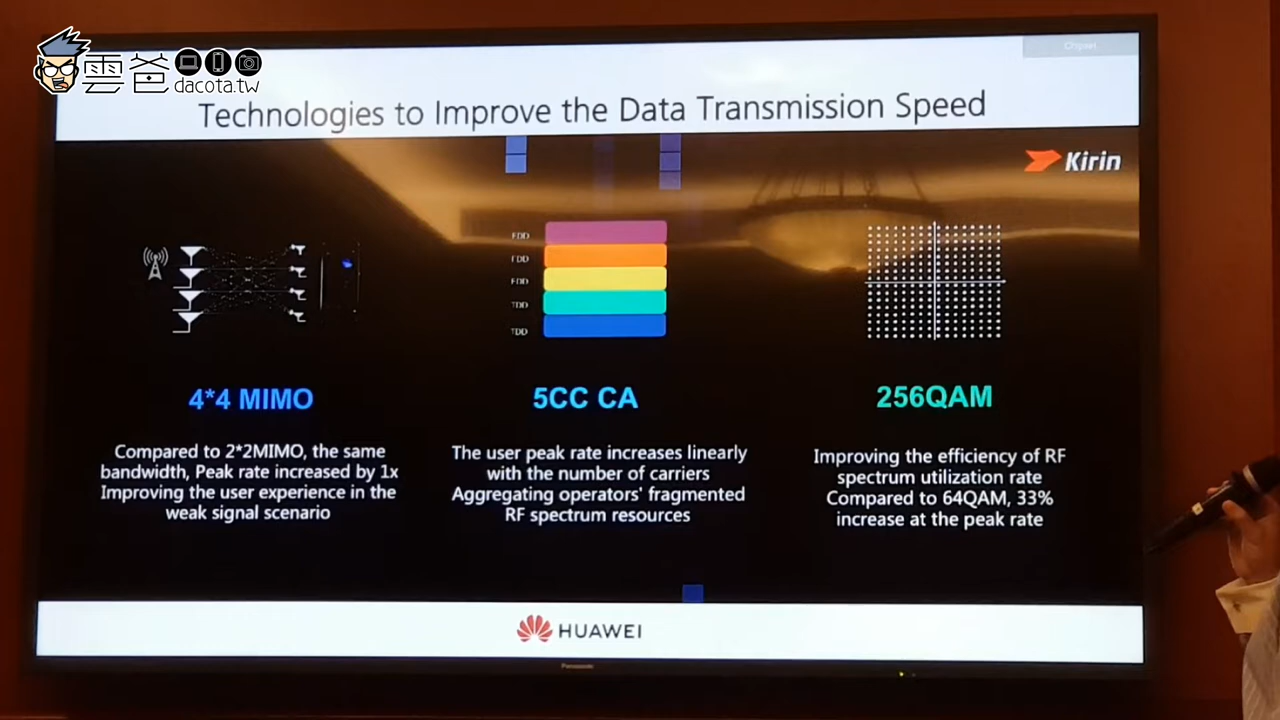 雲爸
dacota.tw
Chipset
Technologies to Improve the Data Transmission Speed
Kirin
FDD
FDD
FDD
TDD
TDD
4*4 MIMO
Compared to 2*2MIMO, the same
bandwidth, Peak rate increased by 1x
Improving the user experience in the
weak signal scenario
5CC CA
The user peak rate increases linearly
with the number of carriers
Aggregating operators' fragmented
RF spectrum resources
256QAM
Improving the efficiency of RF
spectrum utilization rate
Compared to 64QAM, 33%
increase at the peak rate
HUAWEI
Panasonic